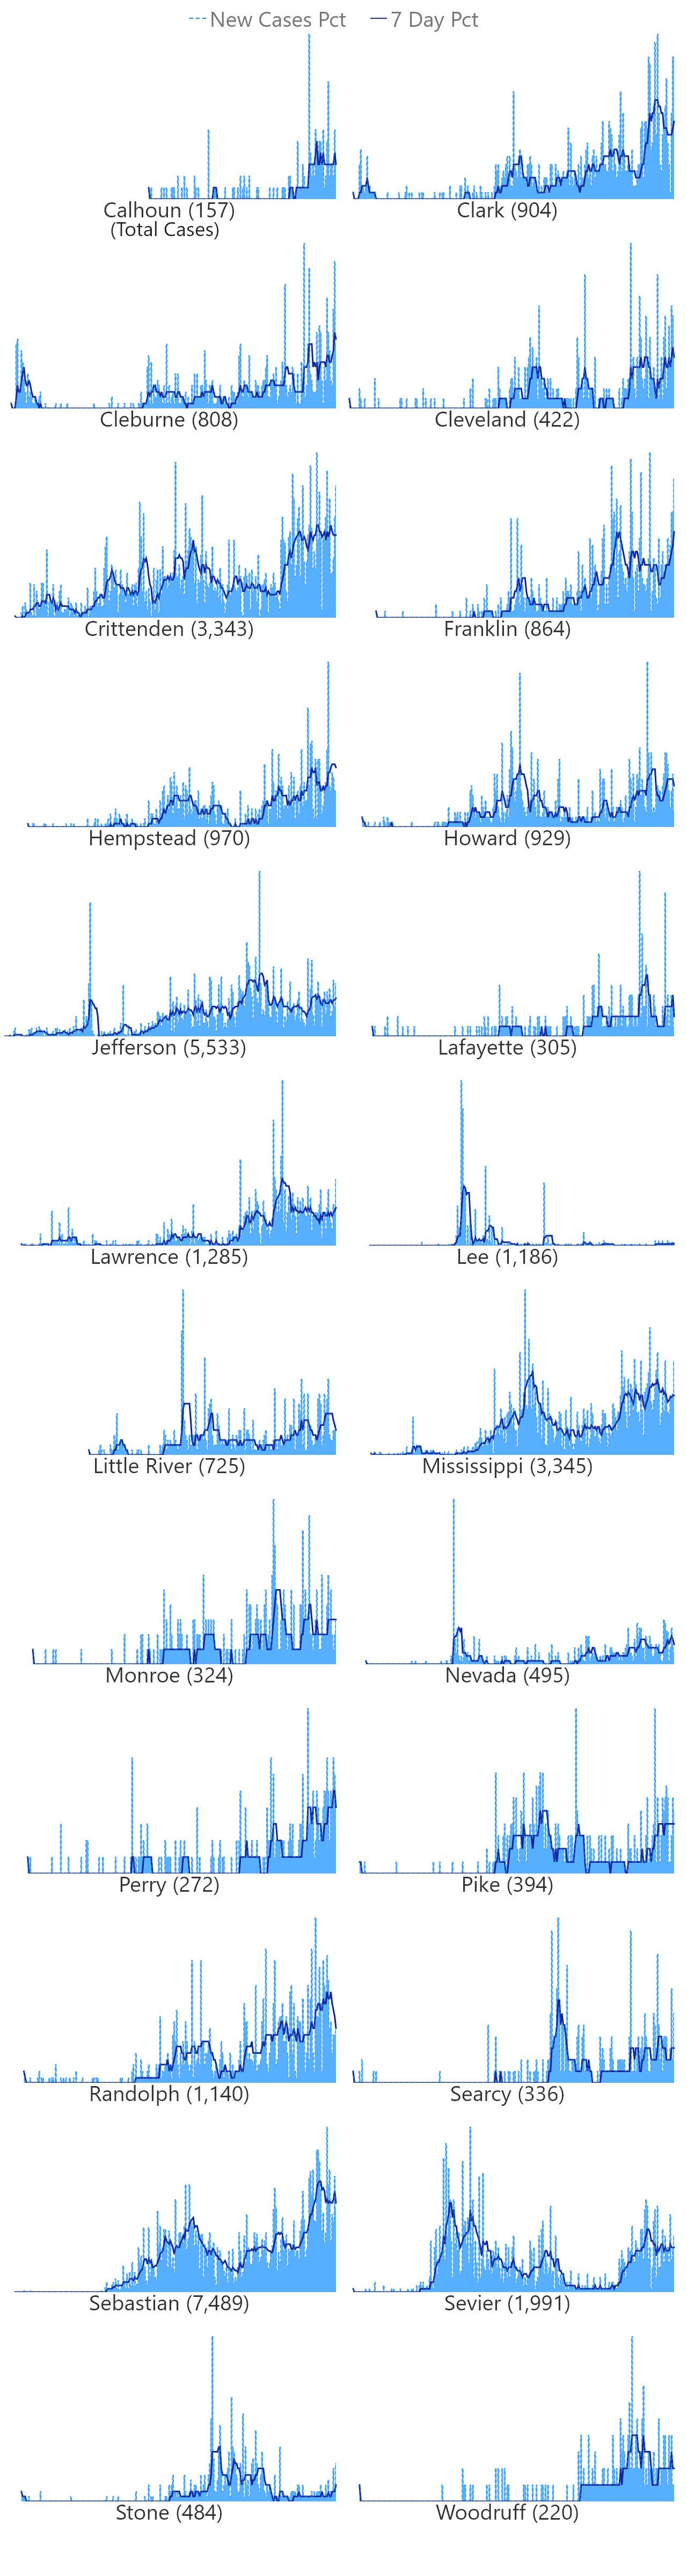 New Cases Pct 7 Day Pct
Calhoun (157) Clark (904)
(Total Cases)
Cleburne (808) Cleveland (422)
Crittenden (3,343) Franklin (864)
Hempstead (970) Howard (929)
Jefferson (5,533) Lafayette (305)
Lawrence (1,285) Lee (1,186)
Little River (725) Mississippi (3,345)
Monroe (324) Nevada (495)
Perry (272) Pike (394)
Randolph (1,140) Searcy (336)
Sebastian (7,489) Sevier (1,991)
Stone (484) Woodruff (220)